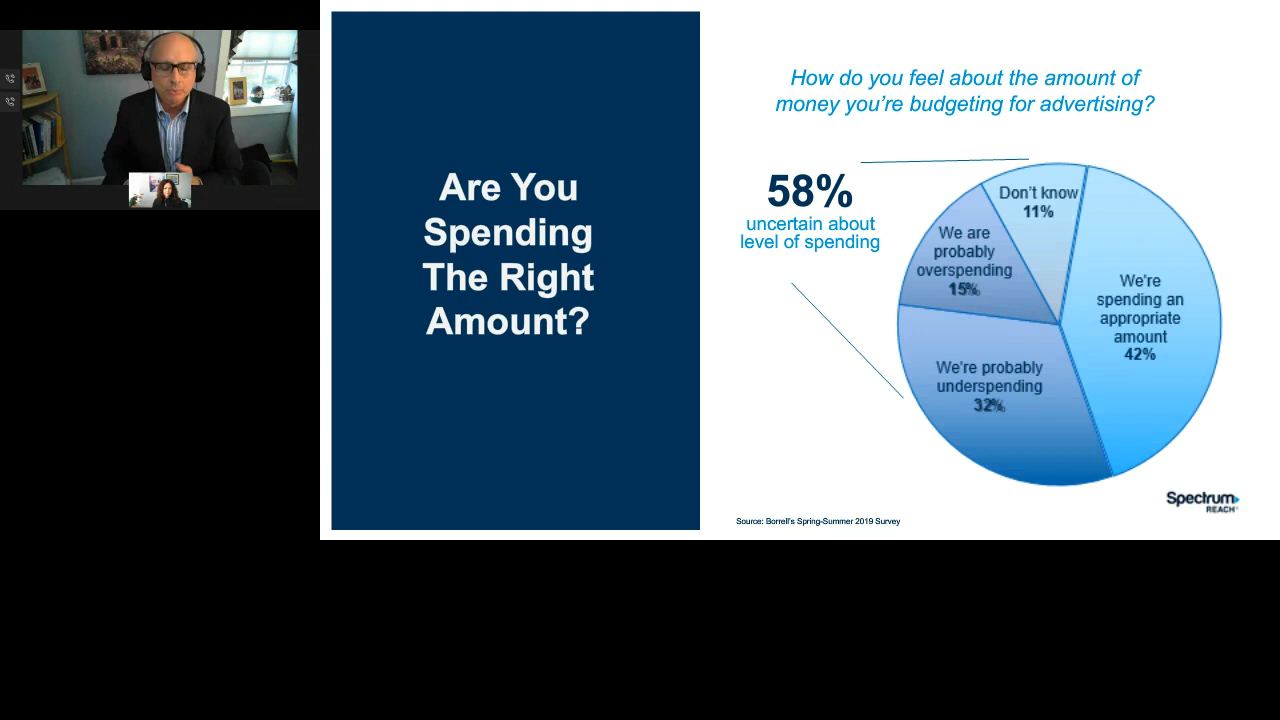 Are You
Spending
The Right
Amount?
How do you feel about the amount of
money you're budgeting for advertising?
58%
uncertain about
level of spending
Don't know
11%
We are
probably
overspending
15%
We're
spending an
appropriate
amount
42%
We're probably
underspending
32%
Spectrum
REACH
Source: Borrell's Spring-Summer 2019 Survey